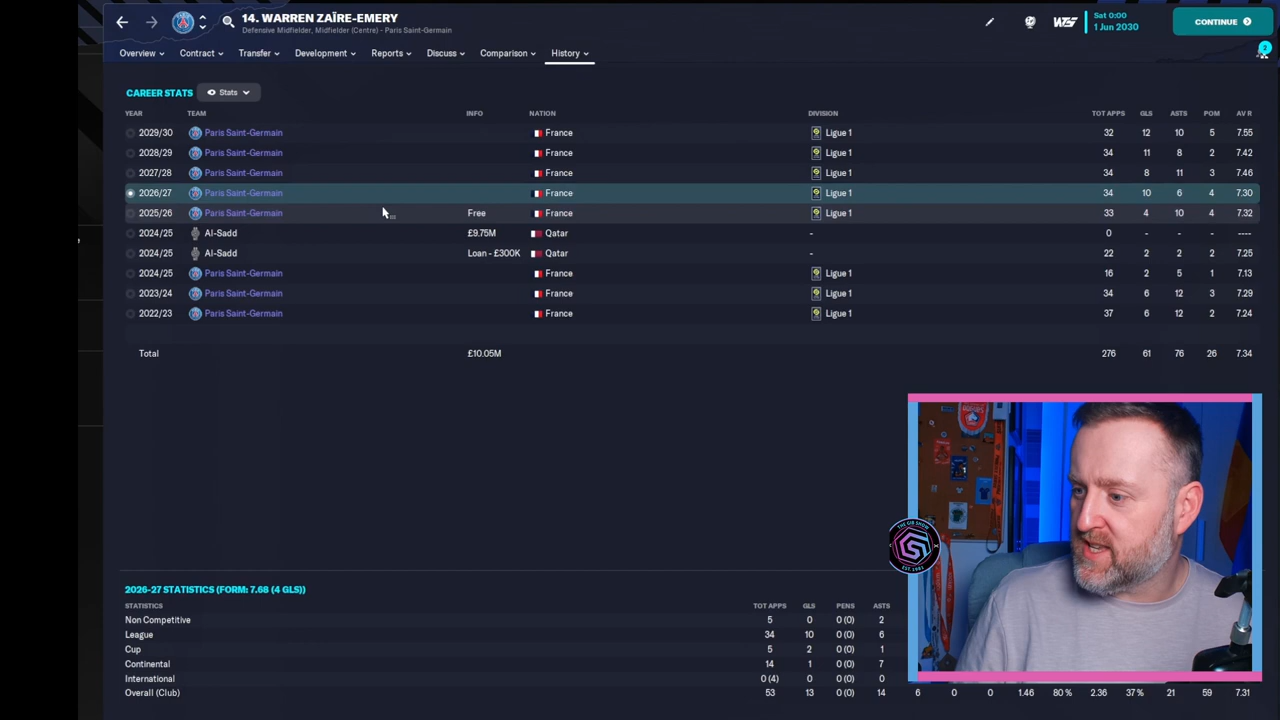 14. WARREN ZAÏRE-EMERY
Defensive Midfielder, Midfielder (Centre) - Paris Saint-Germain
Sat 0:00
1 Jun 2030
CONTINUE
Overview Contract Transfer Development Reports Discuss Comparison History
2
CAREER STATS Stats
YEAR TEAM INFO NATION DIVISION TOT APPS GLS ASTS POM AV R
2029/30 Paris Saint-Germain France Ligue 1 32 12 10 5 7.55
2028/29 Paris Saint-Germain France Ligue 1 34 11 8 2 7.42
2027/28 Paris Saint-Germain France Ligue 1 34 8 11 3 7.46
2026/27 Paris Saint-Germain France Ligue 1 34 10 6 4 7.30
2025/26 Paris Saint-Germain Free France Ligue 1 33 4 10 4 7.32
2024/25 Al-Sadd £9.75M Qatar - 0 - - - ----
2024/25 Al-Sadd Loan - £300K Qatar - 22 2 2 2 7.25
2024/25 Paris Saint-Germain France Ligue 1 16 2 5 1 7.13
2023/24 Paris Saint-Germain France Ligue 1 34 6 12 3 7.29
2022/23 Paris Saint-Germain France Ligue 1 37 6 12 2 7.24
Total £10.05M 276 61 76 26 7.34
THE GIB SHOW
EST. 1981
2026-27 STATISTICS (FORM: 7.68 (4 GLS))
STATISTICS TOT APPS GLS PENS ASTS
Non Competitive 5 0 0 (0) 2
League 34 10 0 (0) 6
Cup 5 2 0 (0) 1
Continental 14 1 0 (0) 7
International 0 (4) 0 0 (0) 0
Overall (Club) 53 13 0 (0) 14 6 0 0 1.46 80 % 2.36 37 % 21 59 7.31